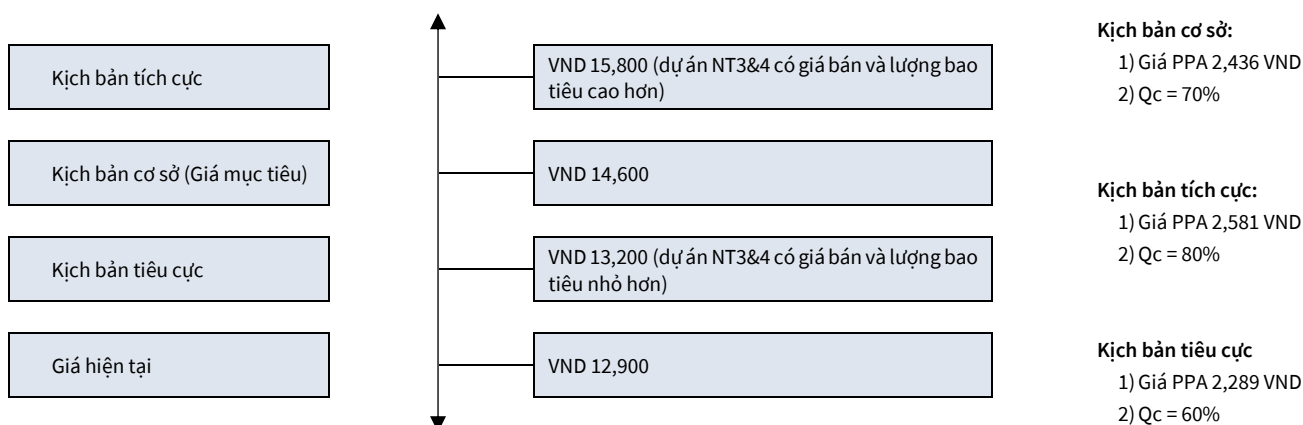 Kịch bản tích cực
VND 15,800 (dự án NT3&4 có giá bán và lượng bao
tiêu cao hơn)
Kịch bản cơ sở (Giá mục tiêu)
VND 14,600
Kịch bản tiêu cực
VND 13,200 (dự án NT3&4 có giá bán và lượng bao
tiêu nhỏ hơn)
Giá hiện tại
VND 12,900
Kịch bản cơ sở:
1) Giá PPA 2,436 VND
2) Qc = 70%
Kịch bản tích cực:
1) Giá PPA 2,581 VND
2) Qc = 80%
Kịch bản tiêu cực
1) Giá PPA 2,289 VND
2) Qc = 60%